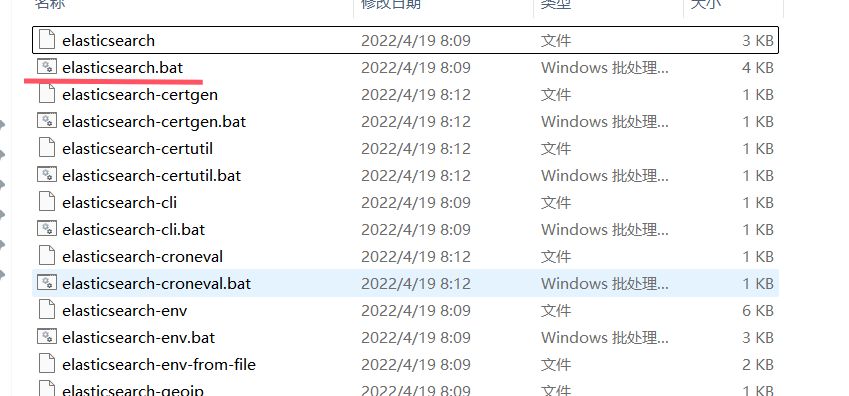 名称 修改日期 类型 大小
elasticsearch 2022/4/19 8:09 文件 3 KB
elasticsearch.bat 2022/4/19 8:09 Windows 批处理... 4 KB
elasticsearch-certgen 2022/4/19 8:12 文件 1 KB
elasticsearch-certgen.bat 2022/4/19 8:12 Windows 批处理... 1 KB
elasticsearch-certutil 2022/4/19 8:12 文件 1 KB
elasticsearch-certutil.bat 2022/4/19 8:12 Windows 批处理... 1 KB
elasticsearch-cli 2022/4/19 8:09 文件 1 KB
elasticsearch-cli.bat 2022/4/19 8:09 Windows 批处理... 1 KB
elasticsearch-croneval 2022/4/19 8:12 文件 1 KB
elasticsearch-croneval.bat 2022/4/19 8:12 Windows 批处理... 1 KB
elasticsearch-env 2022/4/19 8:09 文件 6 KB
elasticsearch-env.bat 2022/4/19 8:09 Windows 批处理... 3 KB
elasticsearch-env-from-file 2022/4/19 8:09 文件 2 KB
elasticsearch-geoip 2022/4/19 8:09 文件 1 KB